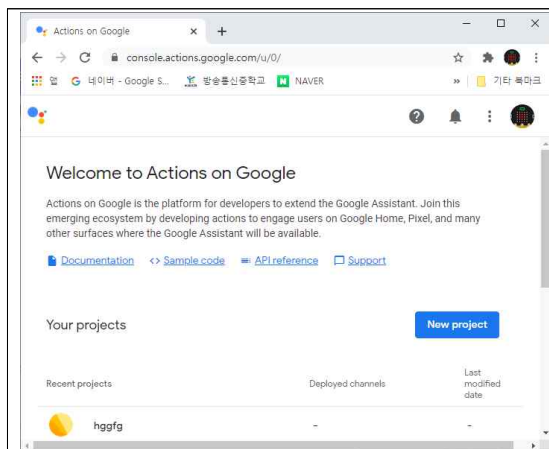 Actions on Google
console.actions.google.com/u/0/
앱 네이버 - Google S... 방송통신중학교 NAVER » 기타 북마크
Welcome to Actions on Google
Actions on Google is the platform for developers to extend the Google Assistant. Join this
emerging ecosystem by developing actions to engage users on Google Home, Pixel, and many
other surfaces where the Google Assistant will be available.
Documentation <> Sample code API reference Support
Your projects New project
Recent projects Deployed channels Last
modified
date
hggfg - -